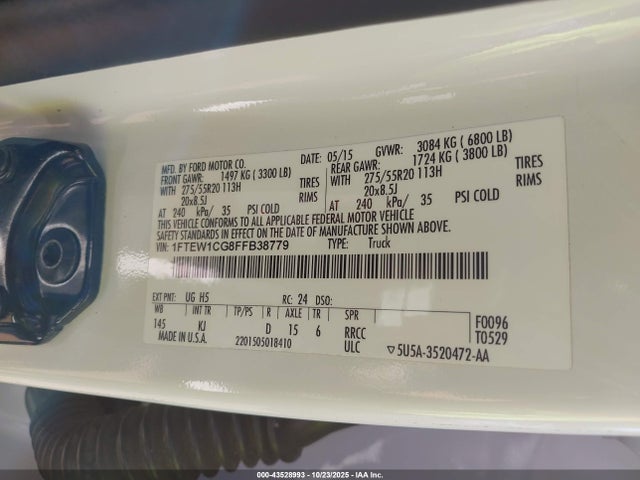 MFD. BY FORD MOTOR CO. DATE: 05/15 GVWR: 3084 KG ( 6800 LB)
FRONT GAWR: 1497 KG ( 3300 LB) REAR GAWR: 1724 KG ( 3800 LB)
WITH 275/55R20 113H TIRES WITH 275/55R20 113H TIRES
20x8.5J RIMS 20x8.5J RIMS
AT 240 kPa/ 35 PSI COLD AT 240 kPa/ 35 PSI COLD
THIS VEHICLE CONFORMS TO ALL APPLICABLE FEDERAL MOTOR VEHICLE
SAFETY STANDARDS IN EFFECT ON THE DATE OF MANUFACTURE SHOWN ABOVE.
VIN: 1FTEW1CG8FFB38779 TYPE: Truck
EXT PNT: UG H5 RC: 24 DSO:
WB INT TR TP/PS R AXLE TR SPR
145 KJ D 15 6 RRCC F0096
MADE IN U.S.A. 2201505018410 ULC ▽5U5A-3520472-AA T0529
00-43528993 - 10/23/2025 - IAA Inc.